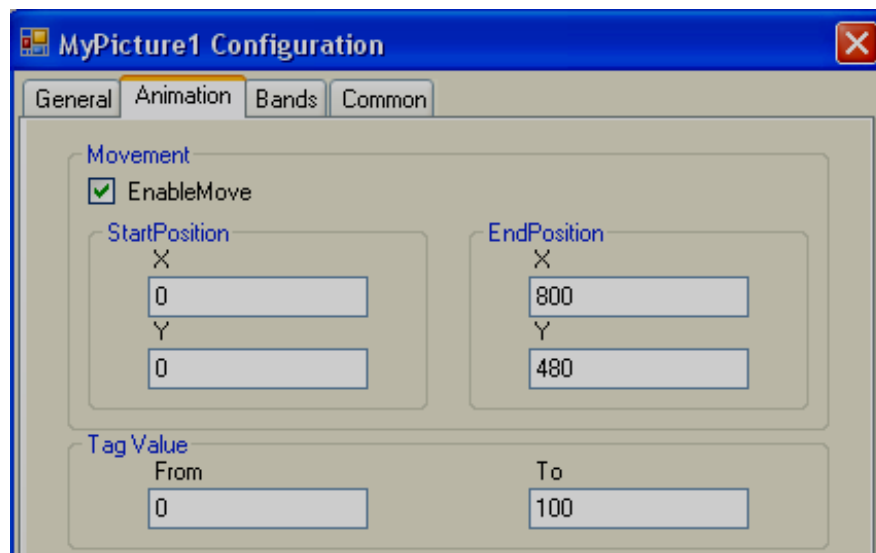 MyPicture1 Configuration
General Animation Bands Common
Movement
EnableMove
StartPosition EndPosition
X X
0 800
Y Y
0 480
Tag Value
From To
0 100